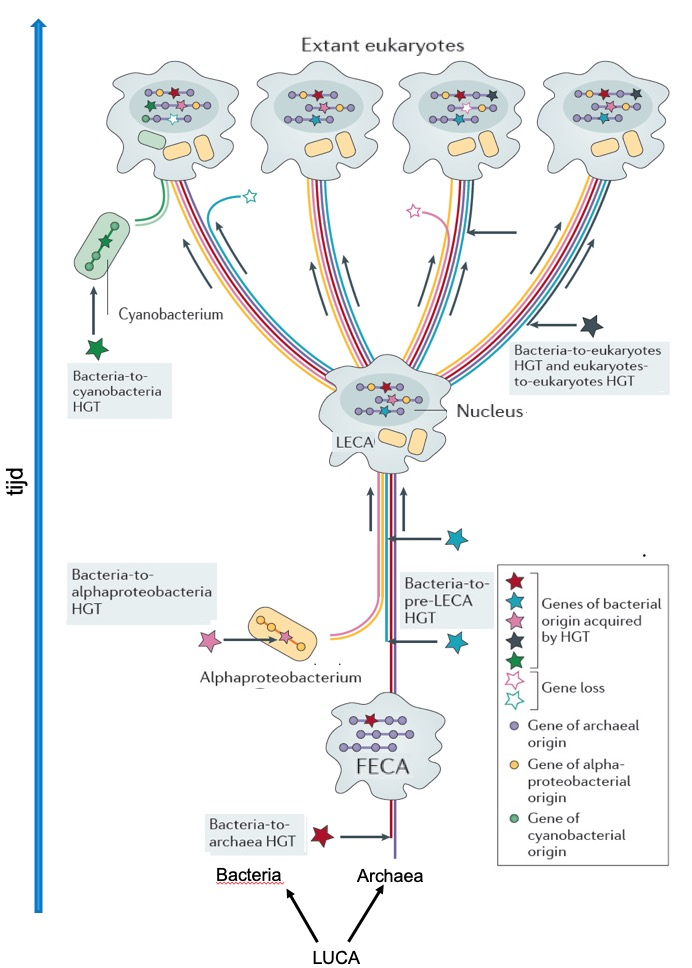 Extant eukaryotes
Cyanobacterium
Bacteria-to-
cyanobacteria
HGT
Bacteria-to-eukaryotes
HGT and eukaryotes-
to-eukaryotes HGT
Nucleus
LECA
tijd
Bacteria-to-
alphaproteobacteria
HGT
Bacteria-to-
pre-LECA
HGT
Alphaproteobacterium
Genes of bacterial
origin acquired
by HGT
Gene loss
Gene of archaeal
origin
Gene of alpha-
proteobacterial
origin
Gene of
cyanobacterial
origin
FECA
Bacteria-to-
archaea HGT
Bacteria
Archaea
LUCA